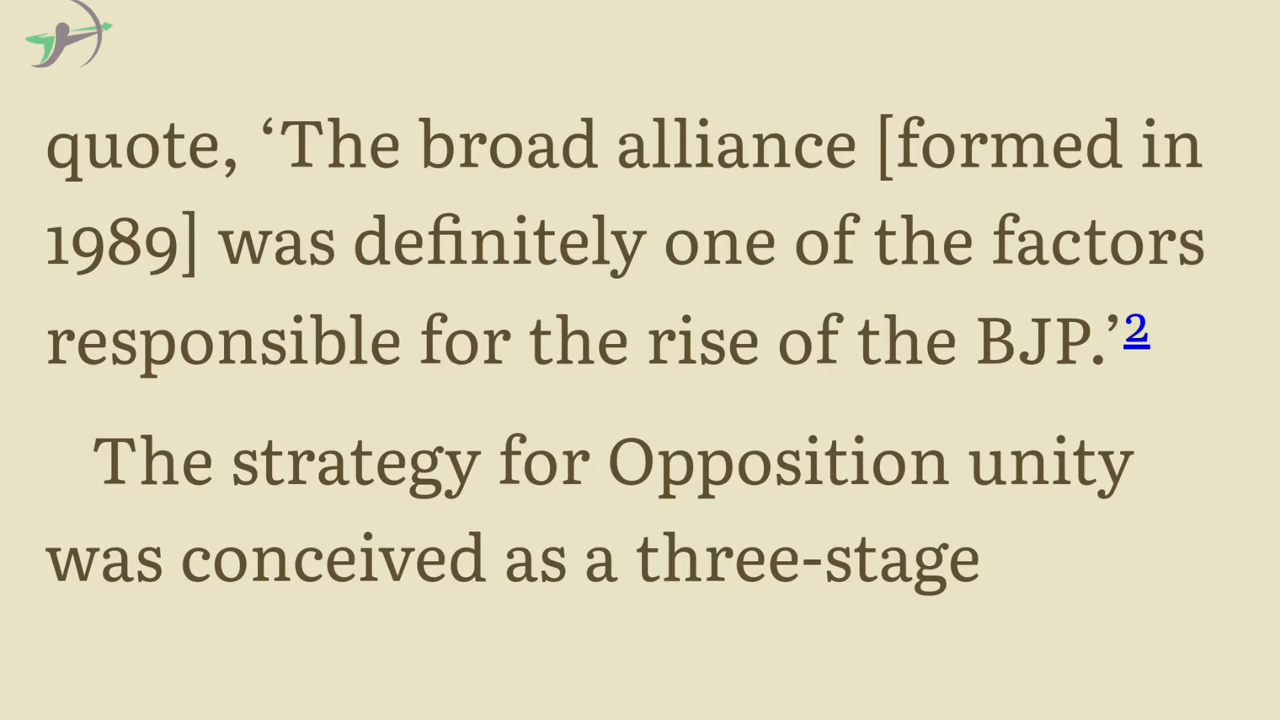 quote, ‘The broad alliance [formed in
1989] was definitely one of the factors
responsible for the rise of the BJP.’2
The strategy for Opposition unity
was conceived as a three-stage